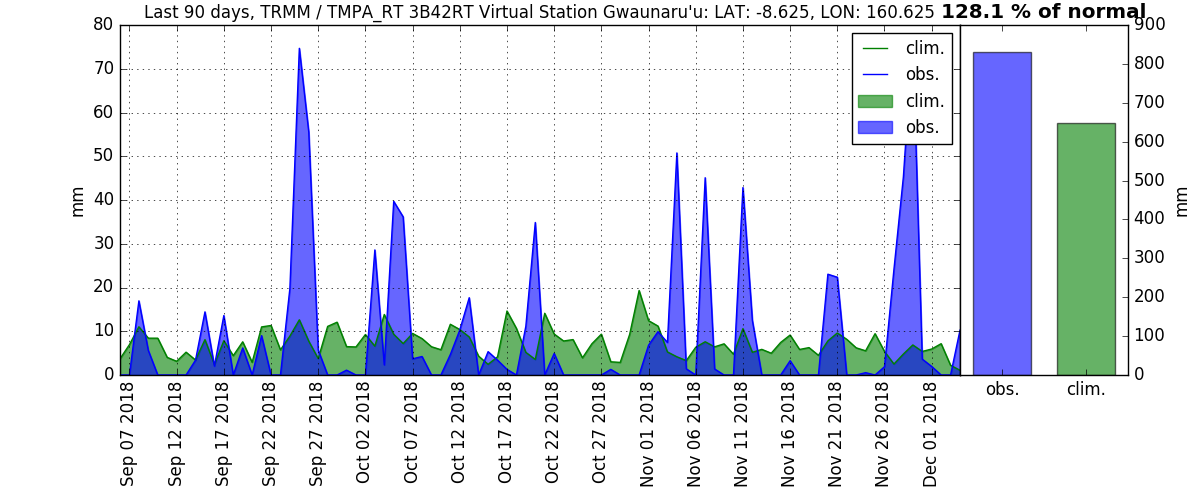 Last 90 days, TRMM / TMPA_RT 3B42RT Virtual Station Gwaunaru'u: LAT: -8.625, LON: 160.625 128.1 % of normal
80
70
60
50
40
30
20
10
0
mm
clim.
obs.
clim.
obs.
900
800
700
600
500
400
300
200
100
0
mm
obs.
clim.
Sep 07 2018
Sep 12 2018
Sep 17 2018
Sep 22 2018
Sep 27 2018
Oct 02 2018
Oct 07 2018
Oct 12 2018
Oct 17 2018
Oct 22 2018
Oct 27 2018
Nov 01 2018
Nov 06 2018
Nov 11 2018
Nov 16 2018
Nov 21 2018
Nov 26 2018
Dec 01 2018